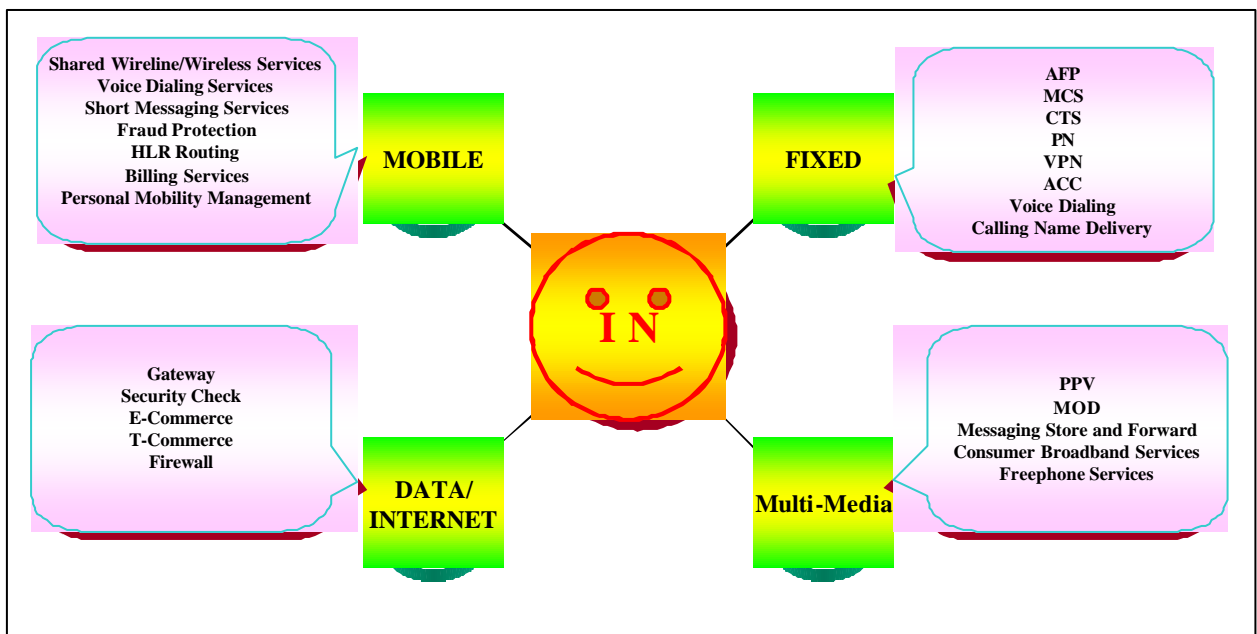 Shared Wireline/Wireless Services
Voice Dialing Services
Short Messaging Services
Fraud Protection
HLR Routing
Billing Services
Personal Mobility Management
MOBILE
FIXED
AFP
MCS
CTS
PN
VPN
ACC
Voice Dialing
Calling Name Delivery
I N
Gateway
Security Check
E-Commerce
T-Commerce
Firewall
DATA/
INTERNET
Multi-Media
PPV
MOD
Messaging Store and Forward
Consumer Broadband Services
Freephone Services